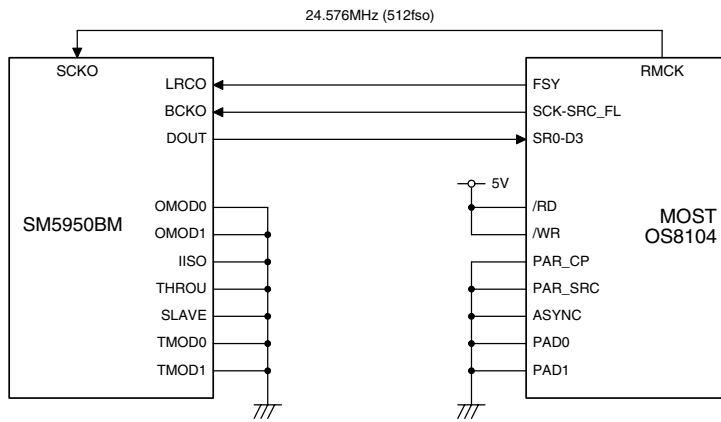 24.576MHz (512fso)
SCKO
RMCK
LRCO
FSY
BCKO
SCK-SRC_FL
DOUT
SR0-D3
5V
OMOD0
/RD
SM5950BM
MOST
OS8104
OMOD1
/WR
IISO
PAR_CP
THROU
PAR_SRC
SLAVE
ASYNC
TMOD0
PAD0
TMOD1
PAD1